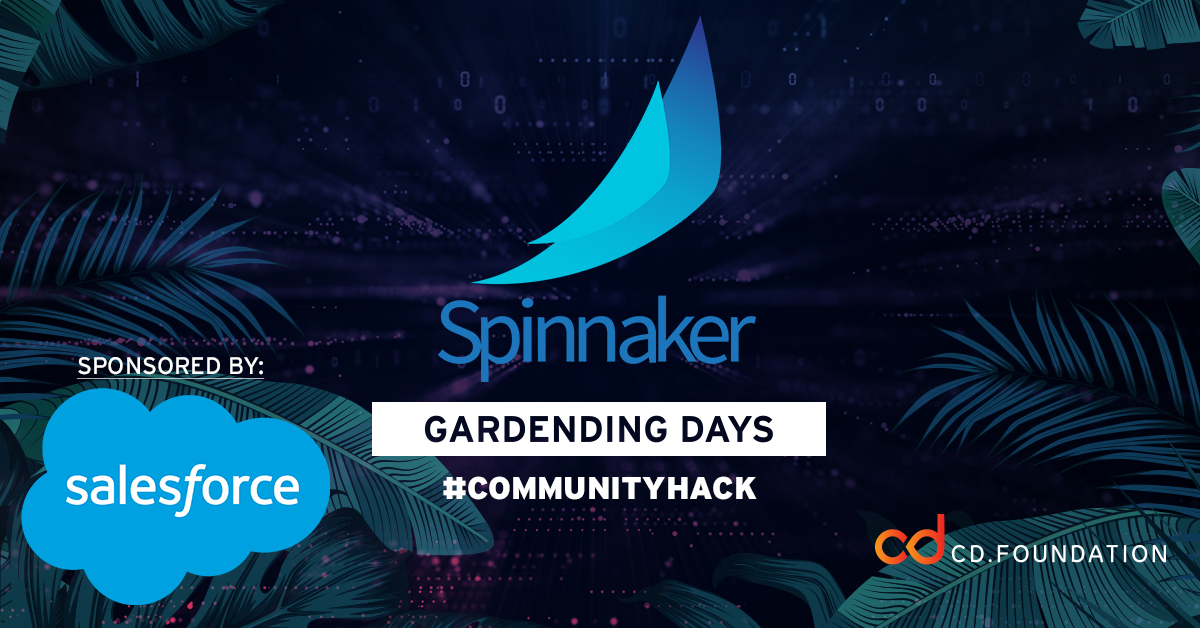 Spinnaker
SPONSORED BY:
salesforce
GARDENDING DAYS
#COMMUNITYHACK
cd CD.FOUNDATION